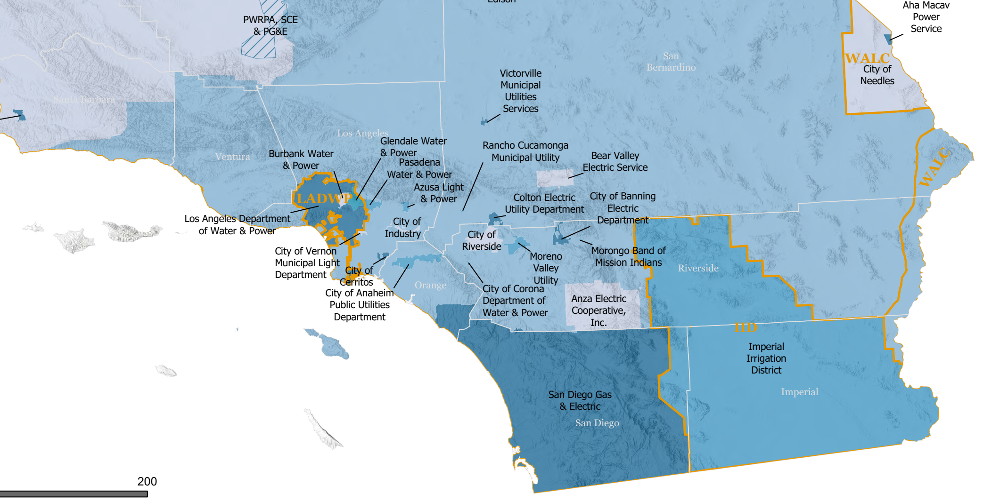 Edison
PWRPA, SCE
& PG&E
Aha Macav
Power
Service
San
Bernardino
WALC
City of
Needles
Victorville
Municipal
Utilities
Services
Santa Barbara
Los Angeles
Ventura
Burbank Water
& Power
Glendale Water
& Power
Pasadena
Water & Power
Azusa Light
& Power
Rancho Cucamonga
Municipal Utility
Bear Valley
Electric Service
WALC
LADWP
Los Angeles Department
of Water & Power
City of
Industry
Colton Electric
Utility Department
City of Banning
Electric
Department
City of
Riverside
City of Vernon
Municipal Light
Department
City of
Cerritos
City of Anaheim
Public Utilities
Department
Orange
Moreno
Valley
Utility
Morongo Band of
Mission Indians
Riverside
City of Corona
Department of
Water & Power
Anza Electric
Cooperative,
Inc.
IID
Imperial
Irrigation
District
Imperial
San Diego Gas
& Electric
San Diego
200